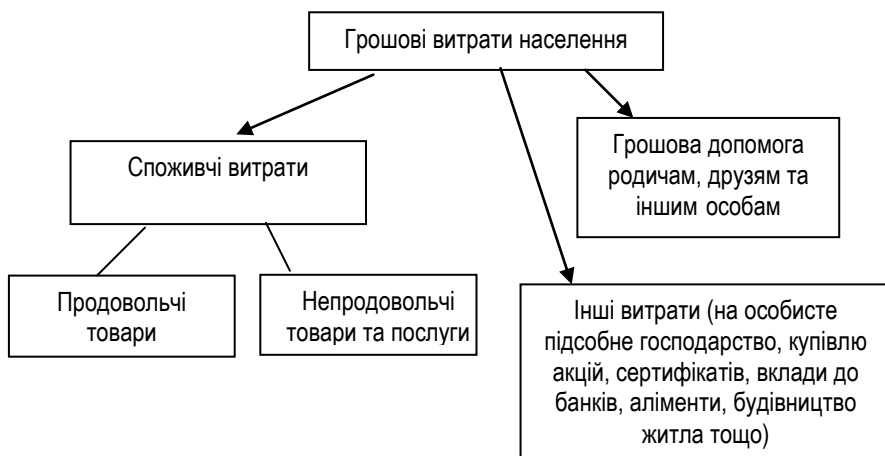 Грошові витрати населення
Споживчі витрати
Грошова допомога
родичам, друзям та
іншим особам
Продовольчі
товари
Непродовольчі
товари та послуги
Інші витрати (на особисте
підсобне господарство, купівлю
акцій, сертифікатів, вклади до
банків, аліменти, будівництво
житла тощо)